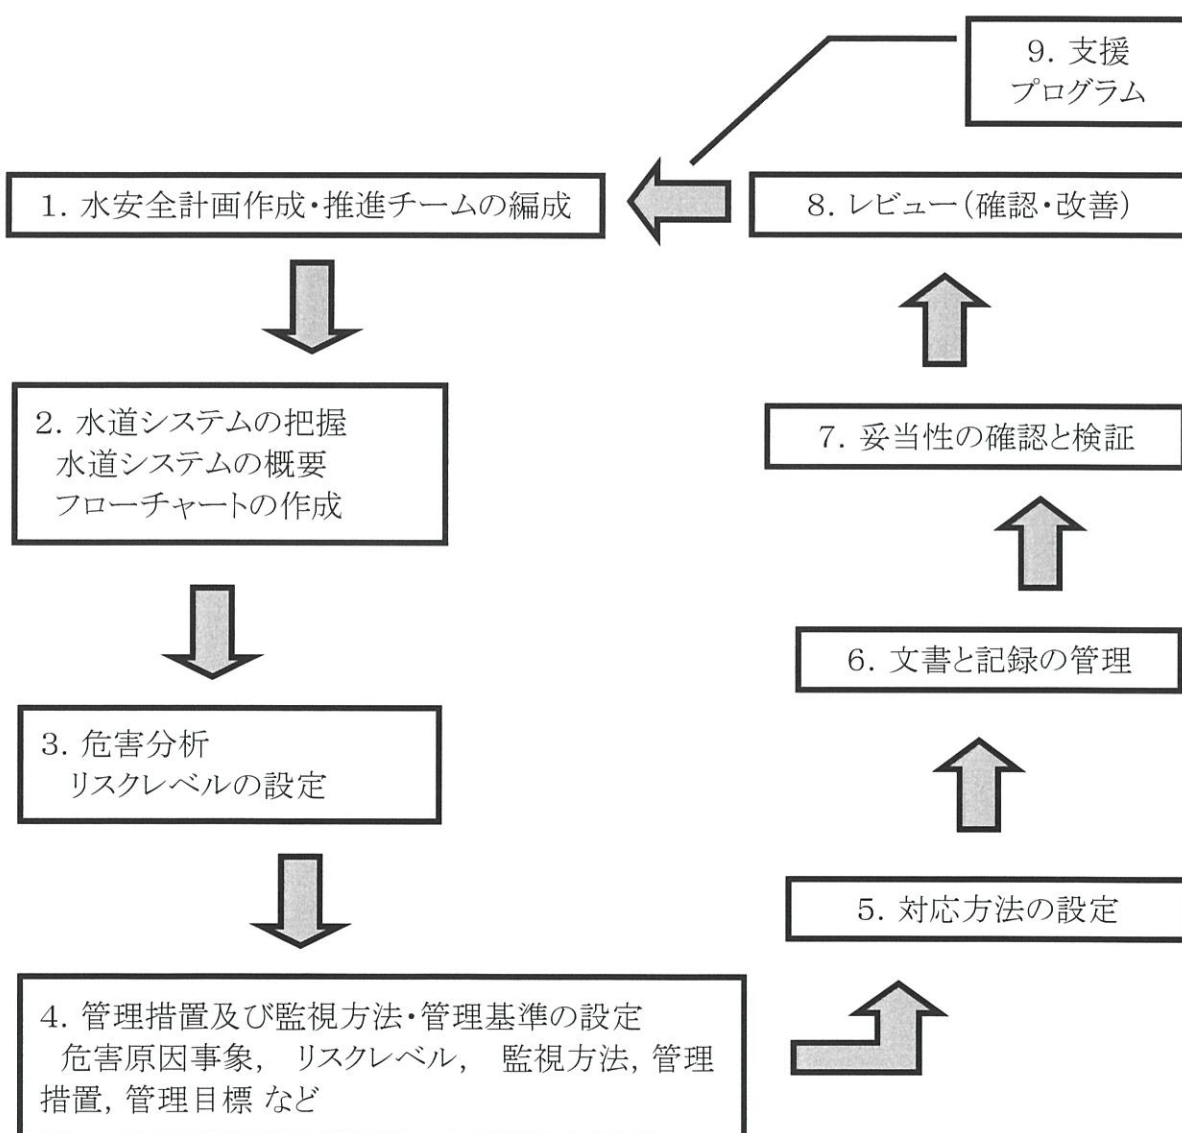 9. 支援
プログラム
1. 水安全計画作成・推進チームの編成
8. レビュー(確認・改善)
2. 水道システムの把握
水道システムの概要
フローチャートの作成
7. 妥当性の確認と検証
6. 文書と記録の管理
3. 危害分析
リスクレベルの設定
5. 対応方法の設定
4. 管理措置及び監視方法・管理基準の設定
危害原因事象, リスクレベル, 監視方法, 管理
措置, 管理目標 など